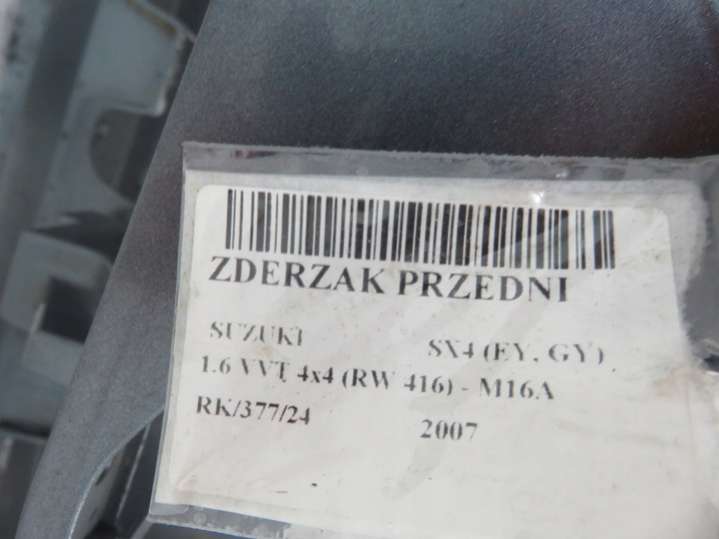 ZDERZAK PRZEDNI
SUZUKI SX4 (EY, GY)
1.6 VVT 4x4 (RW 416) - M16A
RK/377/24 2007